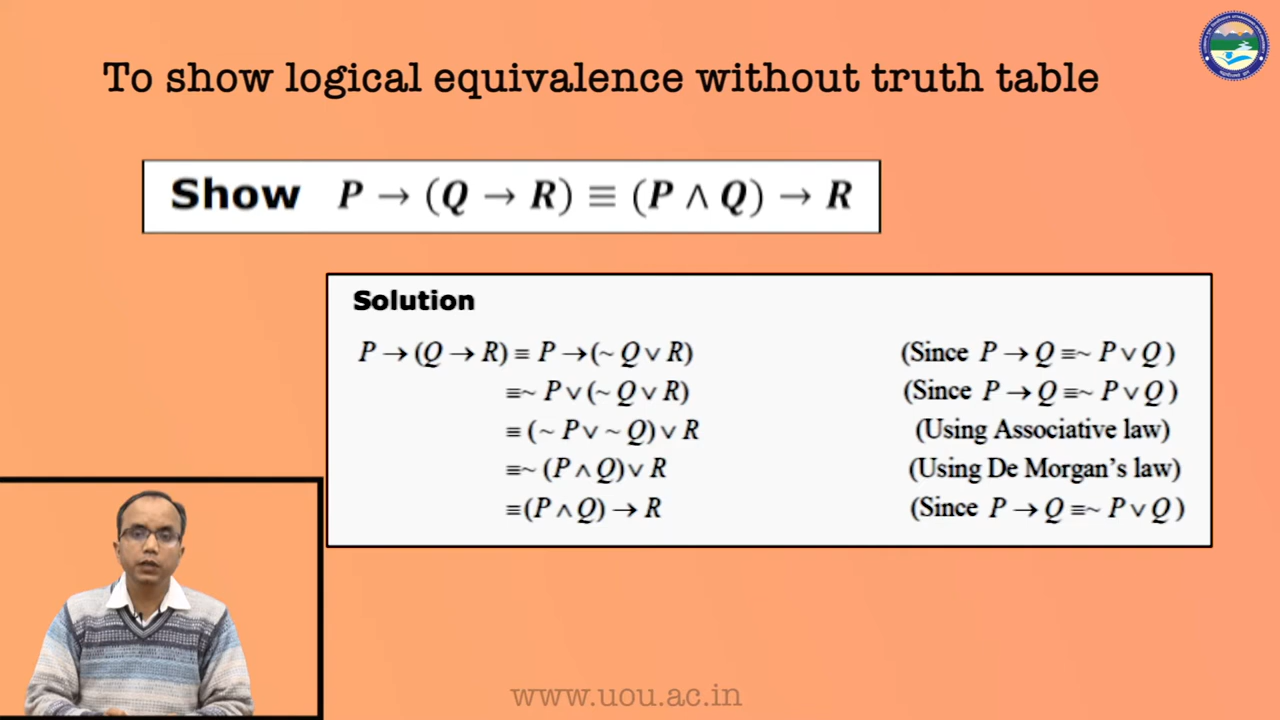 To show logical equivalence without truth table
Show P → (Q → R) ≡ (P ∧ Q) → R
Solution
P → (Q → R) ≡ P → (~ Q ∨ R) (Since P → Q ≡~ P ∨ Q )
≡~ P ∨ (~ Q ∨ R) (Since P → Q ≡~ P ∨ Q )
≡ (~ P ∨ ~ Q) ∨ R (Using Associative law)
≡~ (P ∧ Q) ∨ R (Using De Morgan's law)
≡ (P ∧ Q) → R (Since P → Q ≡~ P ∨ Q )
www.uou.ac.in